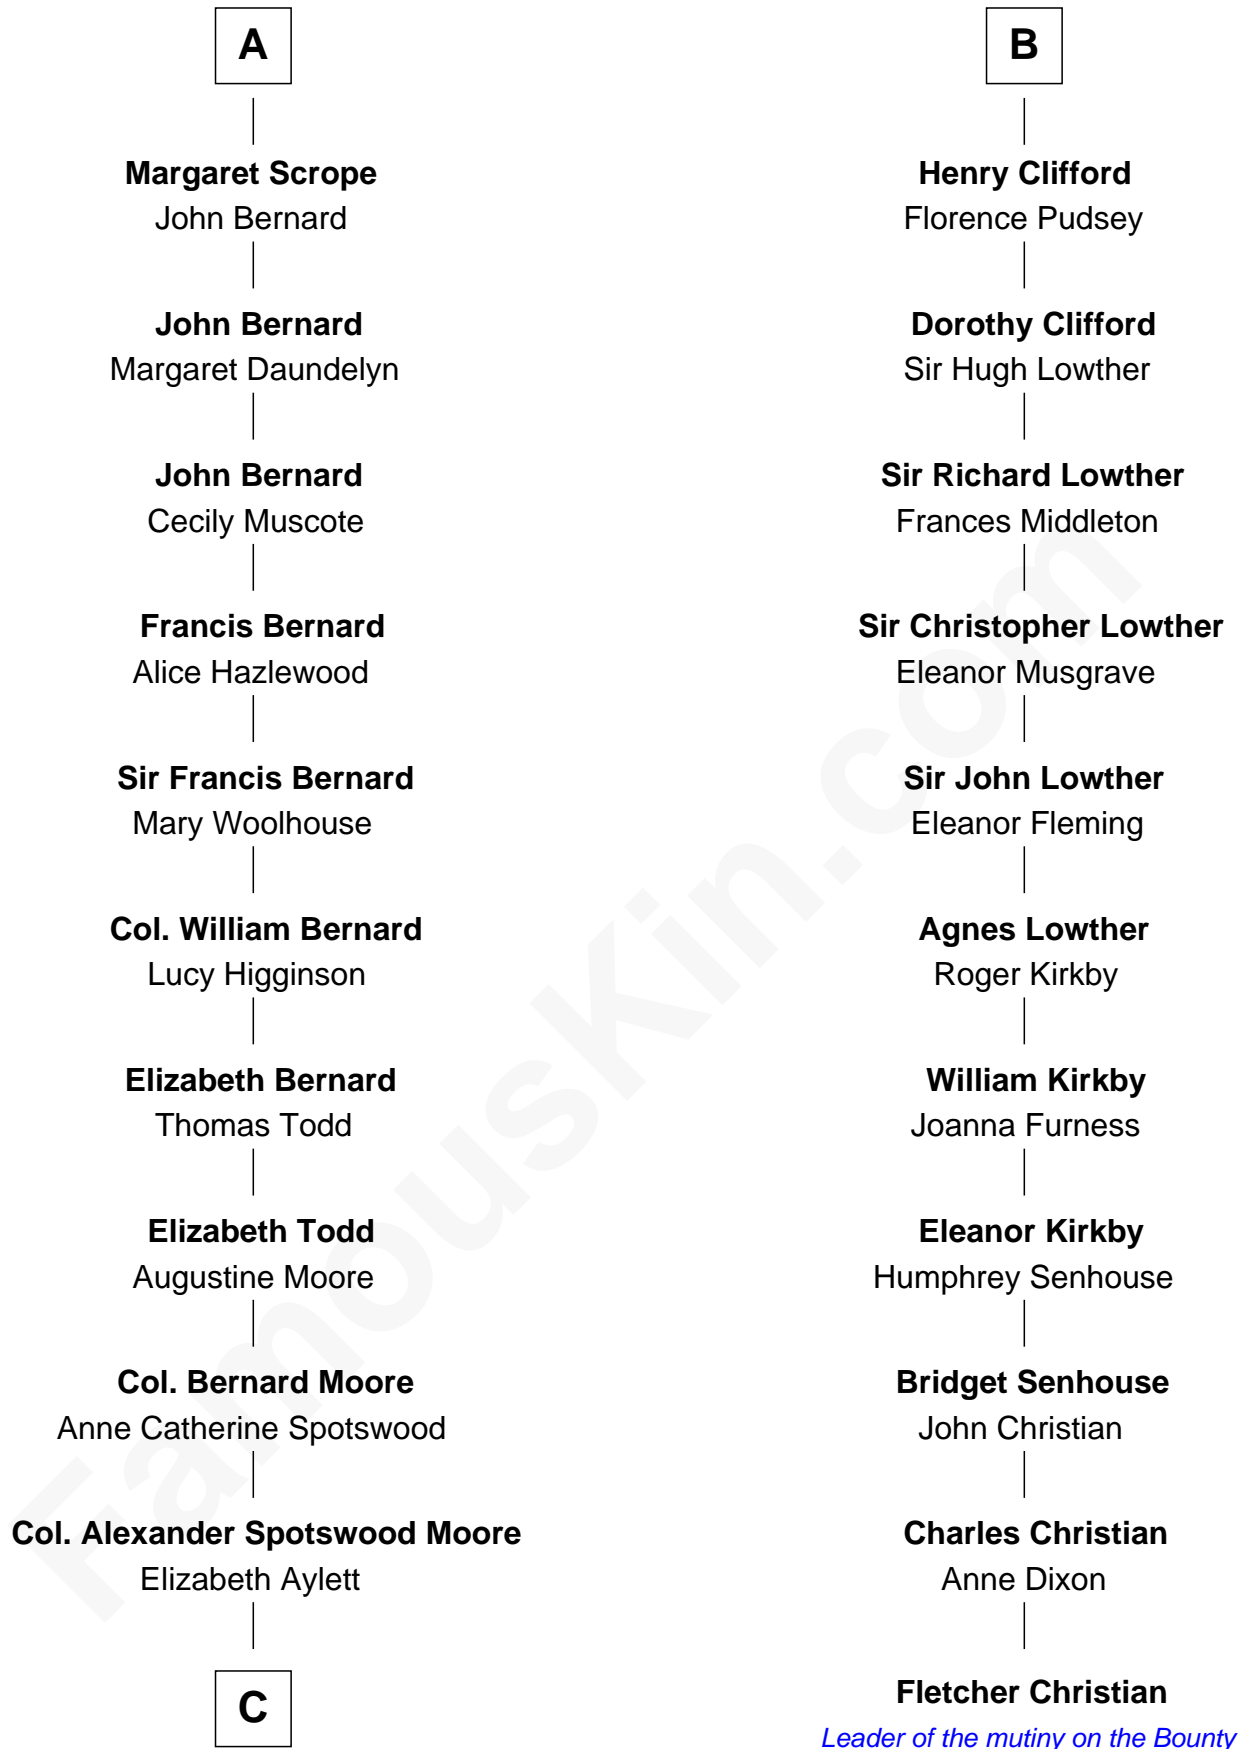 A
Margaret Scrope
John Bernard
John Bernard
Margaret Daundelyn
John Bernard
Cecily Muscote
Francis Bernard
Alice Hazlewood
Sir Francis Bernard
Mary Woolhouse
Col. William Bernard
Lucy Higginson
Elizabeth Bernard
Thomas Todd
Elizabeth Todd
Augustine Moore
Col. Bernard Moore
Anne Catherine Spotswood
Col. Alexander Spotswood Moore
Elizabeth Aylett
C
B
Henry Clifford
Florence Pudsey
Dorothy Clifford
Sir Hugh Lowther
Sir Richard Lowther
Frances Middleton
Sir Christopher Lowther
Eleanor Musgrave
Sir John Lowther
Eleanor Fleming
Agnes Lowther
Roger Kirkby
William Kirkby
Joanna Furness
Eleanor Kirkby
Humphrey Senhouse
Bridget Senhouse
John Christian
Charles Christian
Anne Dixon
Fletcher Christian
Leader of the mutiny on the Bounty
FamousKin.com